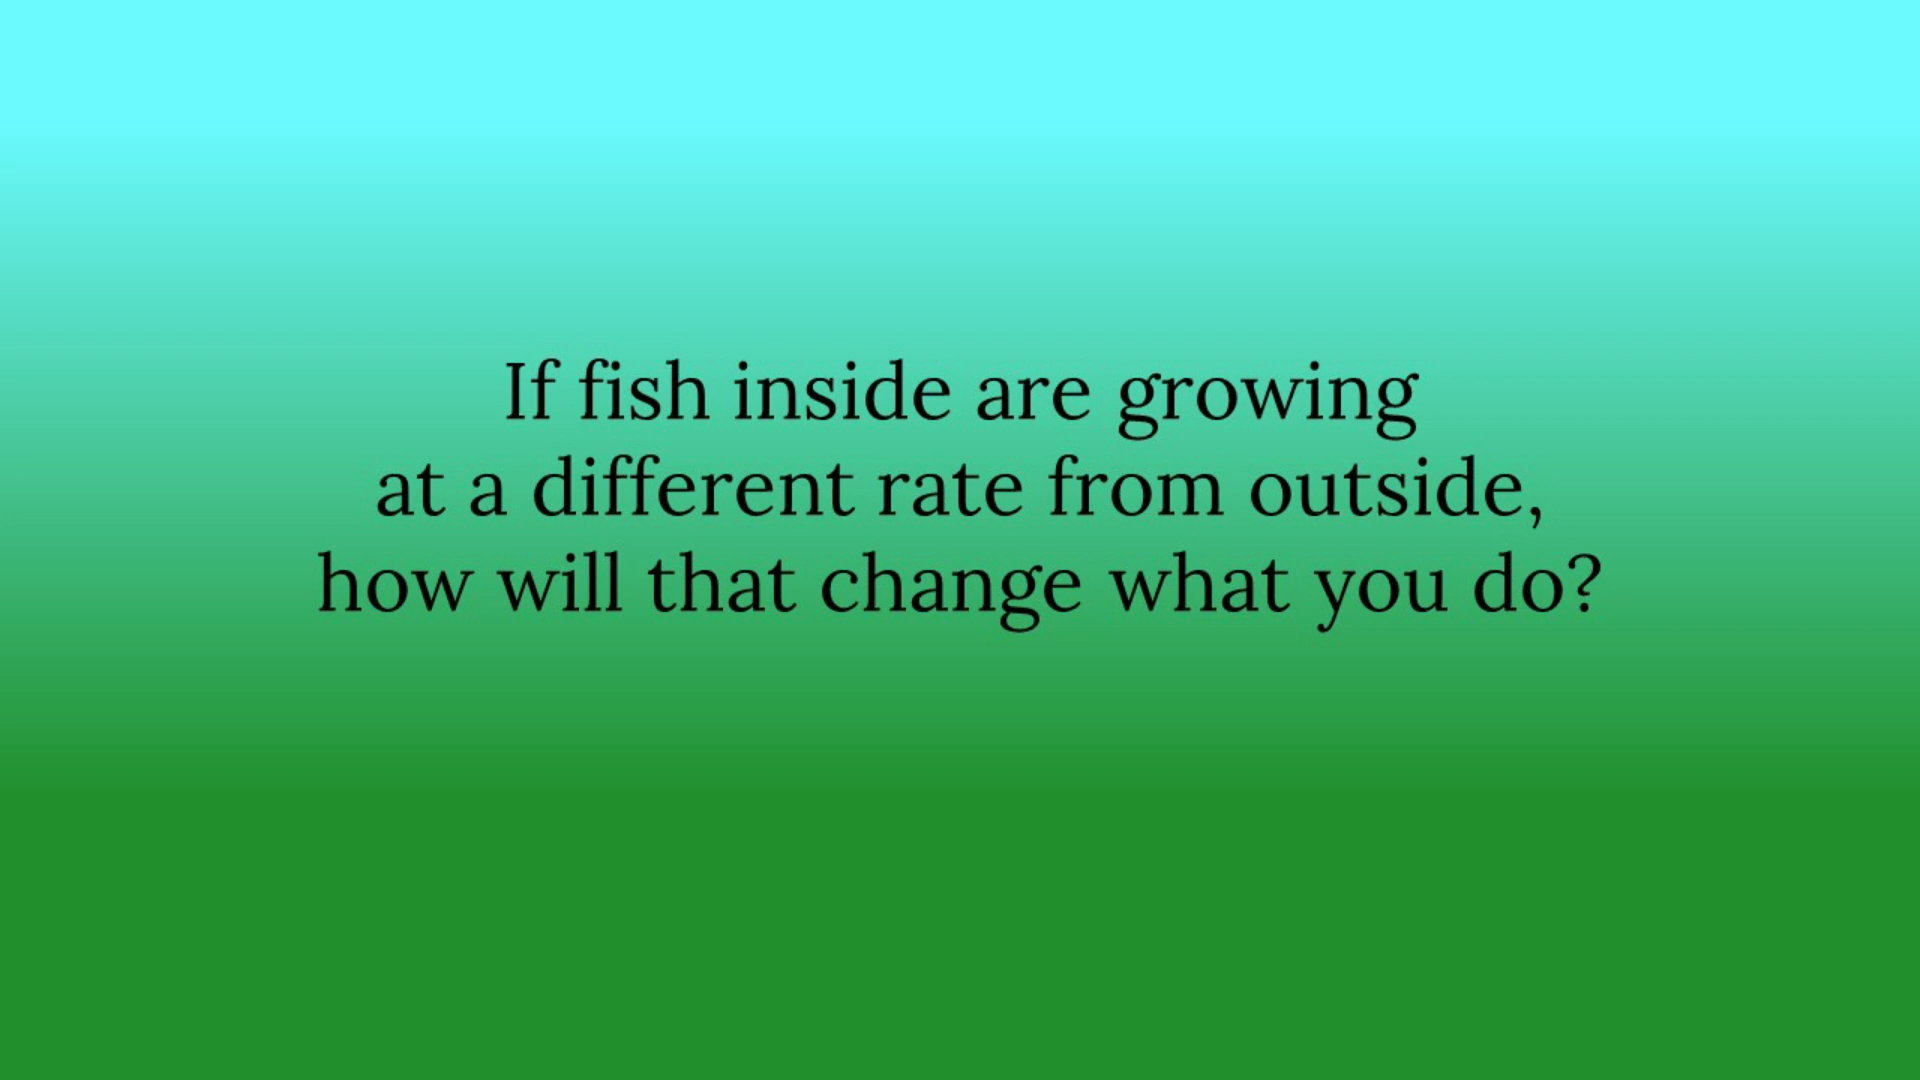 If fish inside are growing
at a different rate from outside,
how will that change what you do?